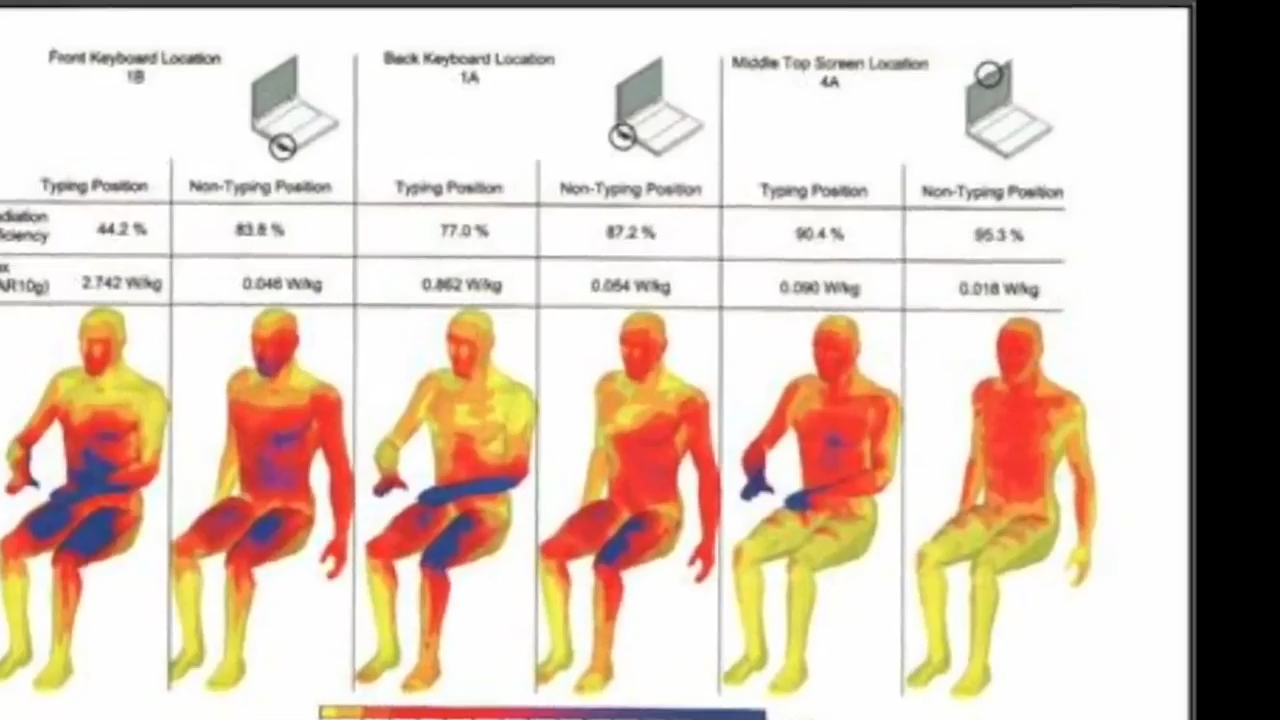 Front Keyboard Location
1B
Back Keyboard Location
1A
Middle Top Screen Location
4A
Typing Position
Non-Typing Position
Typing Position
Non-Typing Position
Typing Position
Non-Typing Position
diation
iciency
44.2 %
83.8 %
77.0 %
87.2 %
90.4 %
95.3 %
AR10g)
2.742 W/kg
0.046 W/kg
0.862 W/kg
0.054 W/kg
0.090 W/kg
0.018 W/kg